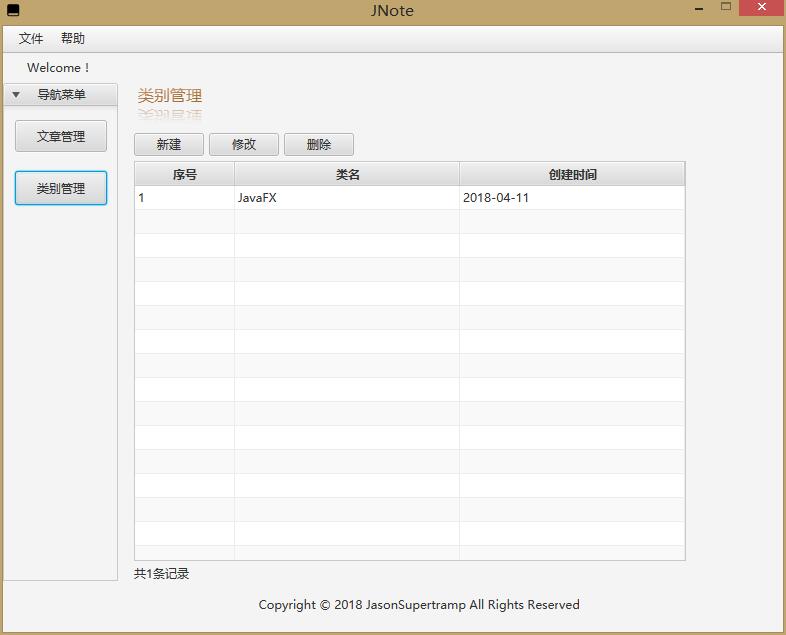 JNote
文件 帮助
Welcome !
导航菜单
文章管理
类别管理
类别管理
新建 修改 删除
序号 类名 创建时间
1 JavaFX 2018-04-11
共1条记录
Copyright © 2018 JasonSupertramp All Rights Reserved